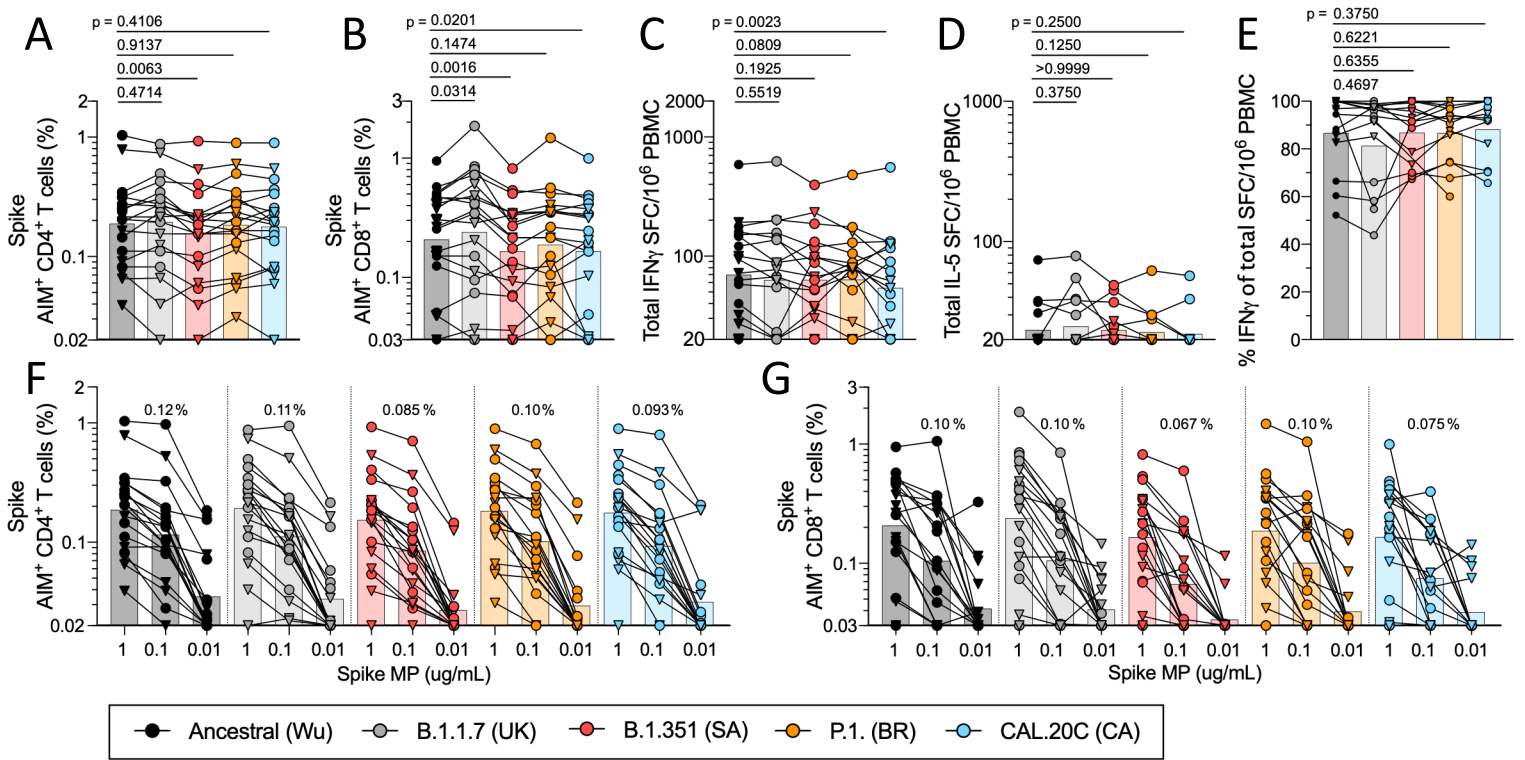 A
p = 0.4106
0.9137
0.0063
0.4714
Spike
AIM⁺ CD4⁺ T cells (%)
2
1
0.1
0.02
B
p = 0.0201
0.1474
0.0016
0.0314
Spike
AIM⁺ CD8⁺ T cells (%)
3
1
0.1
0.03
C
p = 0.0023
0.0809
0.1925
0.5519
Total IFNγ SFC/10⁶ PBMC
2000
1000
100
20
D
p = 0.2500
0.1250
>0.9999
0.3750
Total IL-5 SFC/10⁶ PBMC
1000
100
20
E
p = 0.3750
0.6221
0.6355
0.4697
% IFNγ of total SFC/10⁶ PBMC
100
80
60
40
20
0
F
Spike
AIM⁺ CD4⁺ T cells (%)
2
1
0.1
0.02
0.12 %
0.11 %
0.085 %
0.10 %
0.093 %
1 0.1 0.01 1 0.1 0.01 1 0.1 0.01 1 0.1 0.01 1 0.1 0.01
Spike MP (ug/mL)
G
Spike
AIM⁺ CD8⁺ T cells (%)
3
1
0.1
0.03
0.10 %
0.10 %
0.067 %
0.10 %
0.075 %
1 0.1 0.01 1 0.1 0.01 1 0.1 0.01 1 0.1 0.01 1 0.1 0.01
Spike MP (ug/mL)
Ancestral (Wu) B.1.1.7 (UK) B.1.351 (SA) P.1. (BR) CAL.20C (CA)